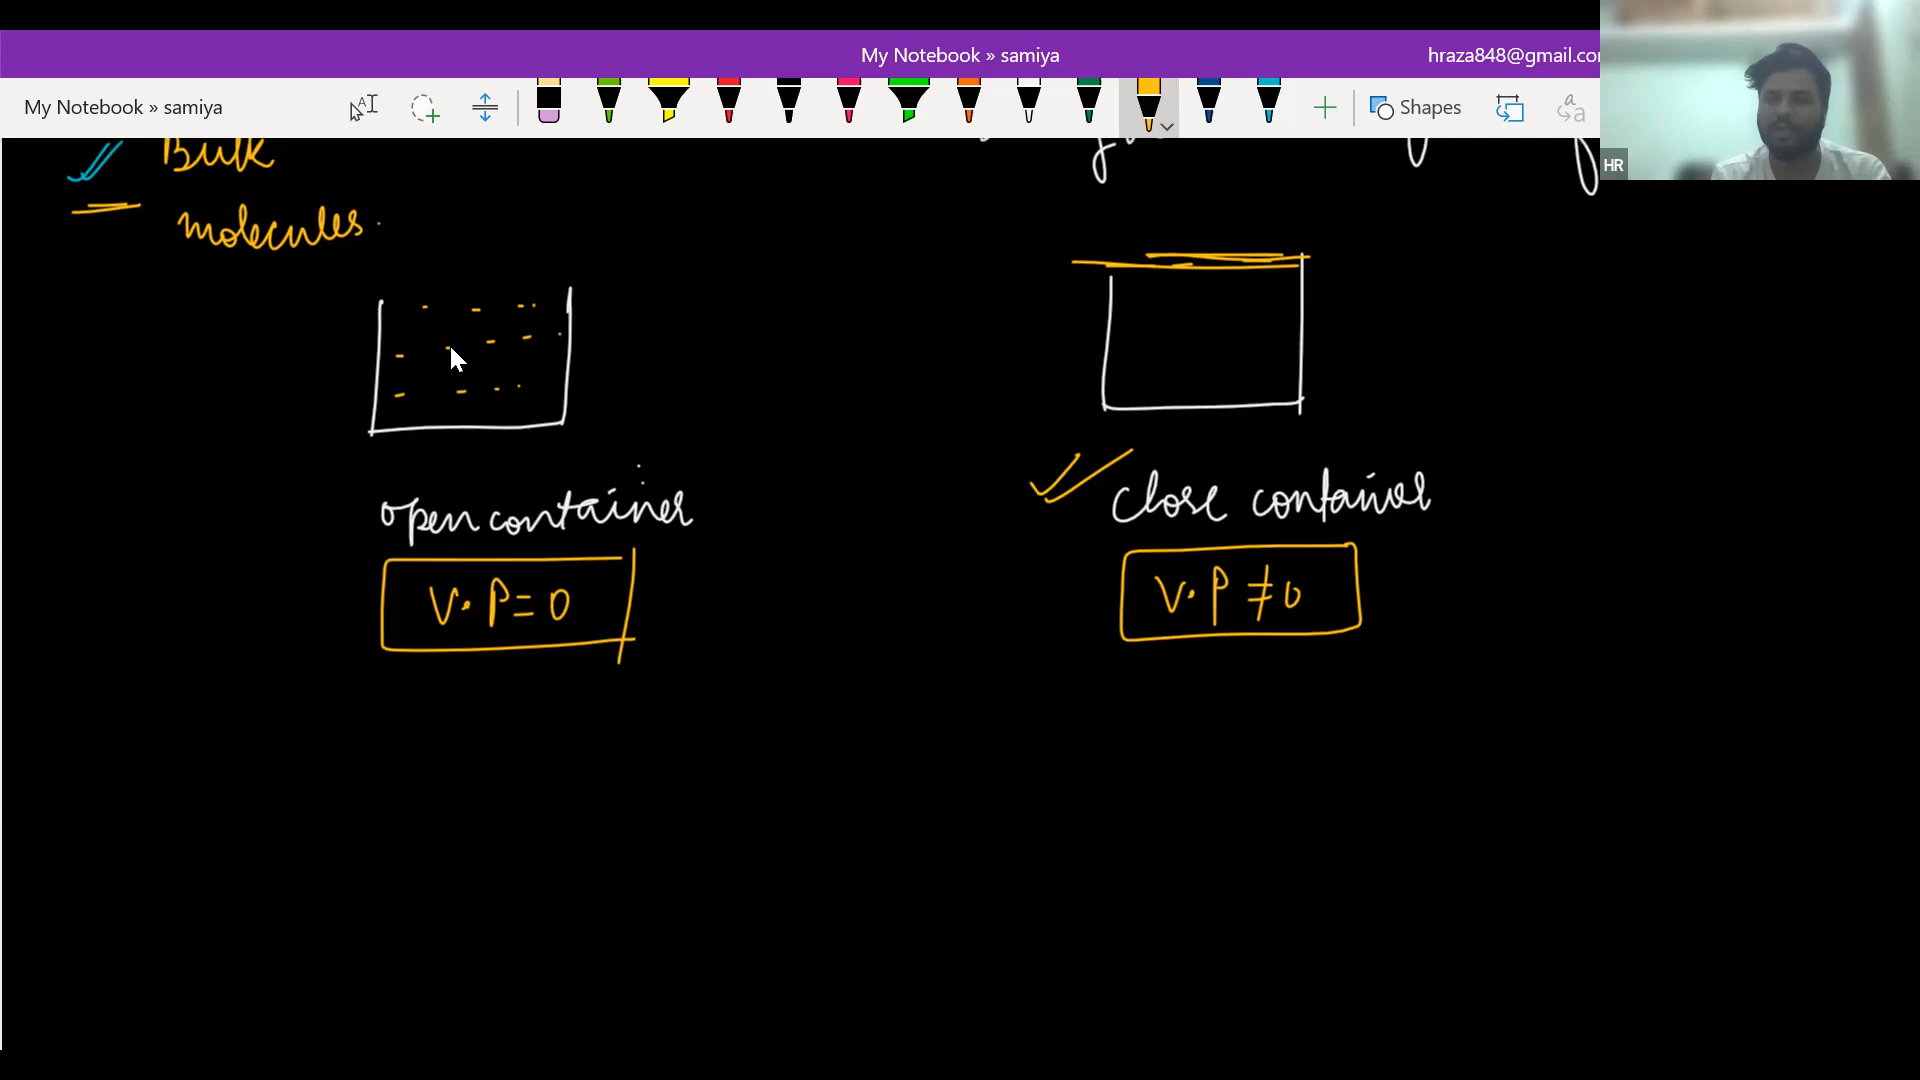 My Notebook » samiya
hraza848@gmail.co
My Notebook » samiya
Shapes
HR
Bulk
molecules.
open container
close container
V.P = 0
V.P ≠ 0